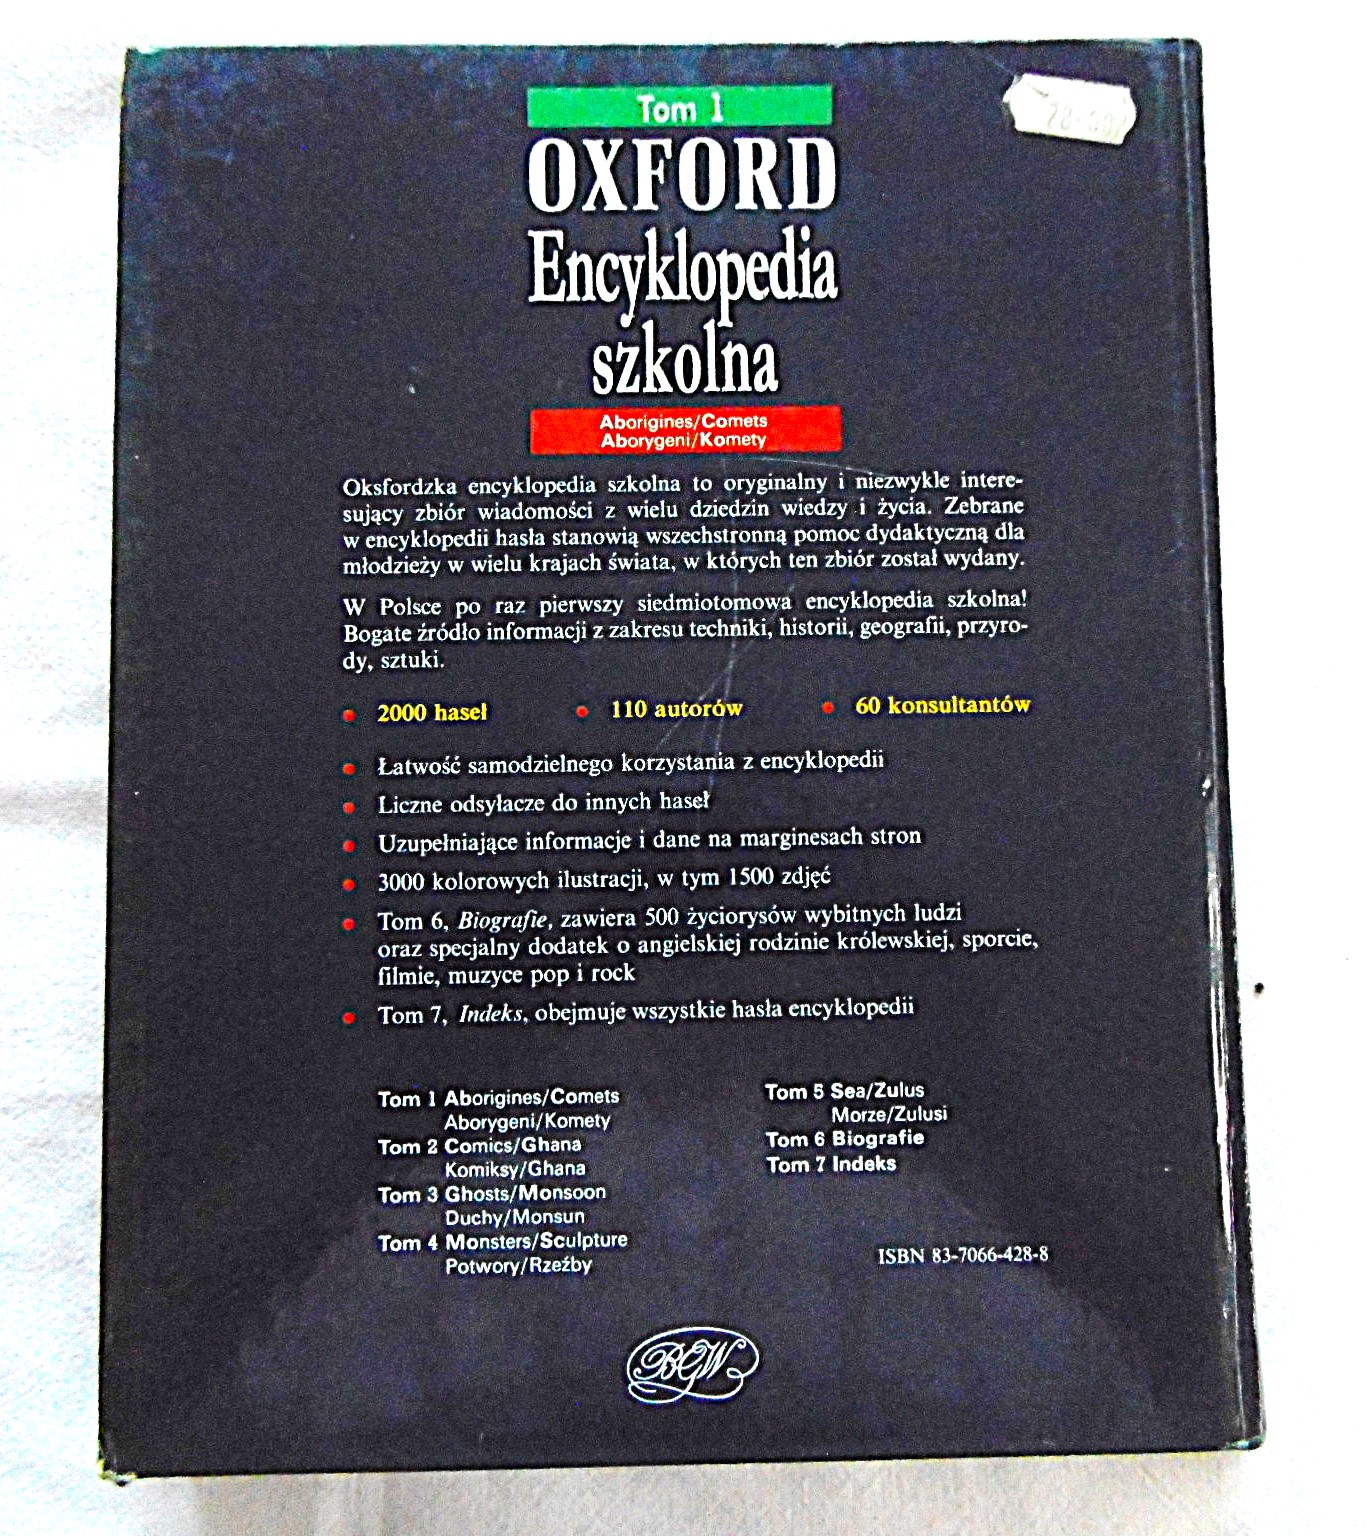 Tom 1
OXFORD
Encyklopedia
szkolna
Aborigines/Comets
Aborygeni/Komety
Oksfordzka encyklopedia szkolna to oryginalny i niezwykle intere-
sujący zbiór wiadomości z wielu dziedzin wiedzy i życia. Zebrane
w encyklopedii hasła stanowią wszechstronną pomoc dydaktyczną dla
młodzieży w wielu krajach świata, w których ten zbiór został wydany.
W Polsce po raz pierwszy siedmiotomowa encyklopedia szkolna!
Bogate źródło informacji z zakresu techniki, historii, geografii, przyro-
dy, sztuki.
• 2000 haseł • 110 autorów • 60 konsultantów
• Łatwość samodzielnego korzystania z encyklopedii
• Liczne odsyłacze do innych haseł
• Uzupełniające informacje i dane na marginesach stron
• 3000 kolorowych ilustracji, w tym 1500 zdjęć
• Tom 6, Biografie, zawiera 500 życiorysów wybitnych ludzi
oraz specjalny dodatek o angielskiej rodzinie królewskiej, sporcie,
filmie, muzyce pop i rock
• Tom 7, Indeks, obejmuje wszystkie hasła encyklopedii
Tom 1 Aborigines/Comets
Aborygeni/Komety
Tom 2 Comics/Ghana
Komiksy/Ghana
Tom 3 Ghosts/Monsoon
Duchy/Monsun
Tom 4 Monsters/Sculpture
Potwory/Rzeźby
Tom 5 Sea/Zulus
Morze/Zulusi
Tom 6 Biografie
Tom 7 Indeks
ISBN 83-7066-428-8
BGW